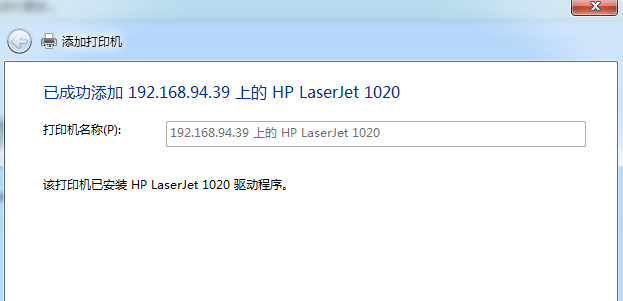 添加打印机
已成功添加 192.168.94.39 上的 HP LaserJet 1020
打印机名称(P):
192.168.94.39 上的 HP LaserJet 1020
该打印机已安装 HP LaserJet 1020 驱动程序。